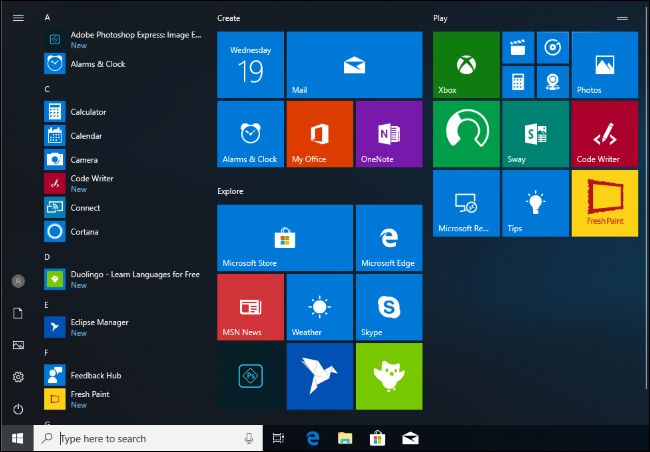 A
Adobe Photoshop Express: Image E...
New
Alarms & Clock
C
Calculator
Calendar
Camera
Code Writer
New
Connect
Cortana
D
Duolingo - Learn Languages for Free
New
E
Eclipse Manager
New
F
Feedback Hub
Fresh Paint
New
G
Create
Wednesday
19
Mail
Alarms & Clock
My Office
N
OneNote
Explore
Microsoft Store
Microsoft Edge
MSN News
Weather
Skype
Ps
Play
Xbox
Photos
S
Sway
Code Writer
Microsoft Re...
Tips
FreshPaint
Type here to search